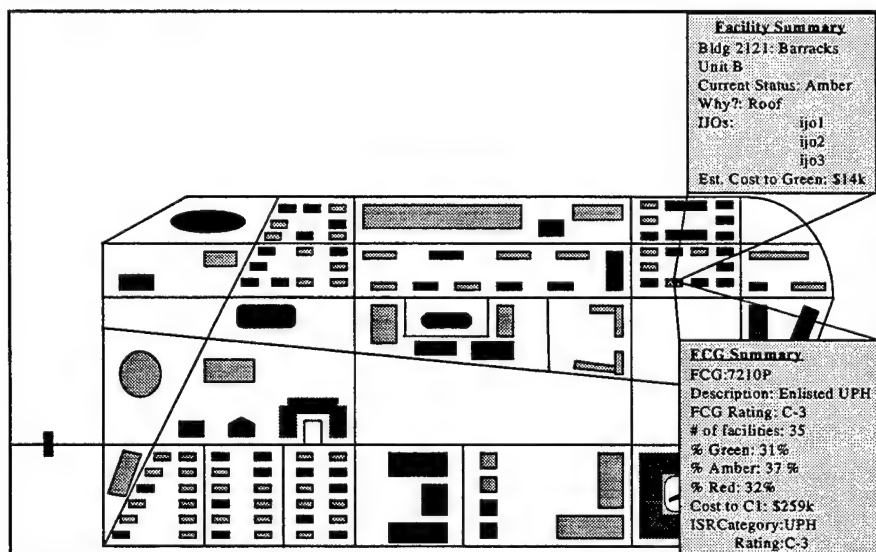 Facility Summary
Bldg 2121: Barracks
Unit B
Current Status: Amber
Why?: Roof
IJOs: ijo1
ijo2
ijo3
Est. Cost to Green: $14k
FCG Summary
FCG:7210P
Description: Enlisted UPH
FCG Rating: C-3
# of facilities: 35
% Green: 31%
% Amber: 37 %
% Red: 32%
Cost to C1: $259k
ISRCategory:UPH
Rating:C-3